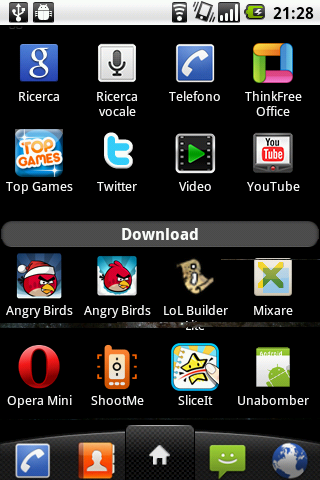 21:28
g
Ricerca
Ricerca
vocale
Telefono
ThinkFree
Office
TOP
GAMES
You
Tube
Top Games
Twitter
Video
YouTube
Download
Angry Birds
Angry Birds
LoL Builder
Lite
Mixare
Android
Opera Mini
ShootMe
SliceIt
Unabomber